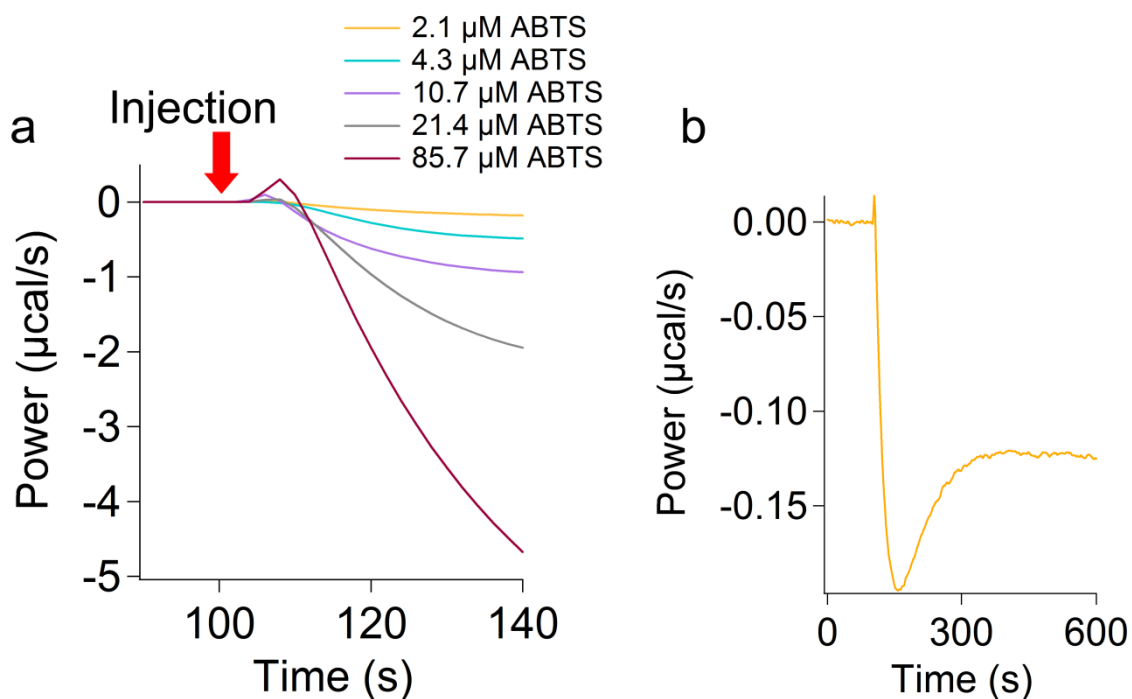 a
Injection
2.1 µM ABTS
4.3 µM ABTS
10.7 µM ABTS
21.4 µM ABTS
85.7 µM ABTS
Power (µcal/s)
0
-1
-2
-3
-4
-5
100
120
140
Time (s)
b
Power (µcal/s)
0.00
-0.05
-0.10
-0.15
0
300
600
Time (s)